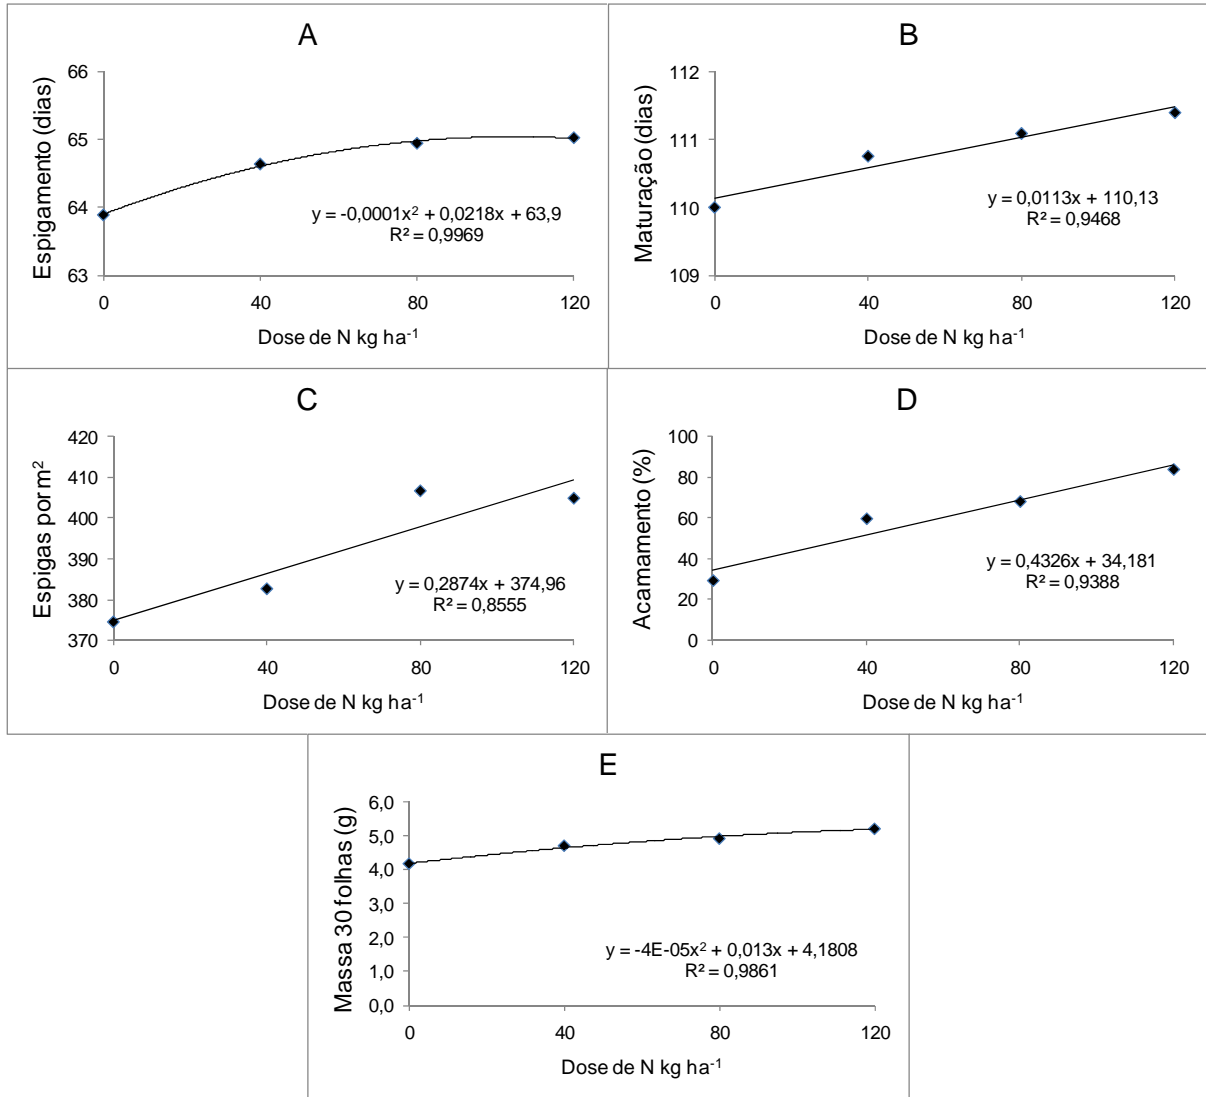 A
Espigamento (dias)
66
65
64
63
y = -0,0001x² + 0,0218x + 63,9
R² = 0,9969
0 40 80 120
Dose de N kg ha⁻¹
B
Maturação (dias)
112
111
110
109
y = 0,0113x + 110,13
R² = 0,9468
0 40 80 120
Dose de N kg ha⁻¹
C
Espigas por m²
420
410
400
390
380
370
y = 0,2874x + 374,96
R² = 0,8555
0 40 80 120
Dose de N kg ha⁻¹
D
Acamamento (%)
100
80
60
40
20
0
y = 0,4326x + 34,181
R² = 0,9388
0 40 80 120
Dose de N kg ha⁻¹
E
Massa 30 folhas (g)
6,0
5,0
4,0
3,0
2,0
1,0
0,0
y = -4E-05x² + 0,013x + 4,1808
R² = 0,9861
0 40 80 120
Dose de N kg ha⁻¹